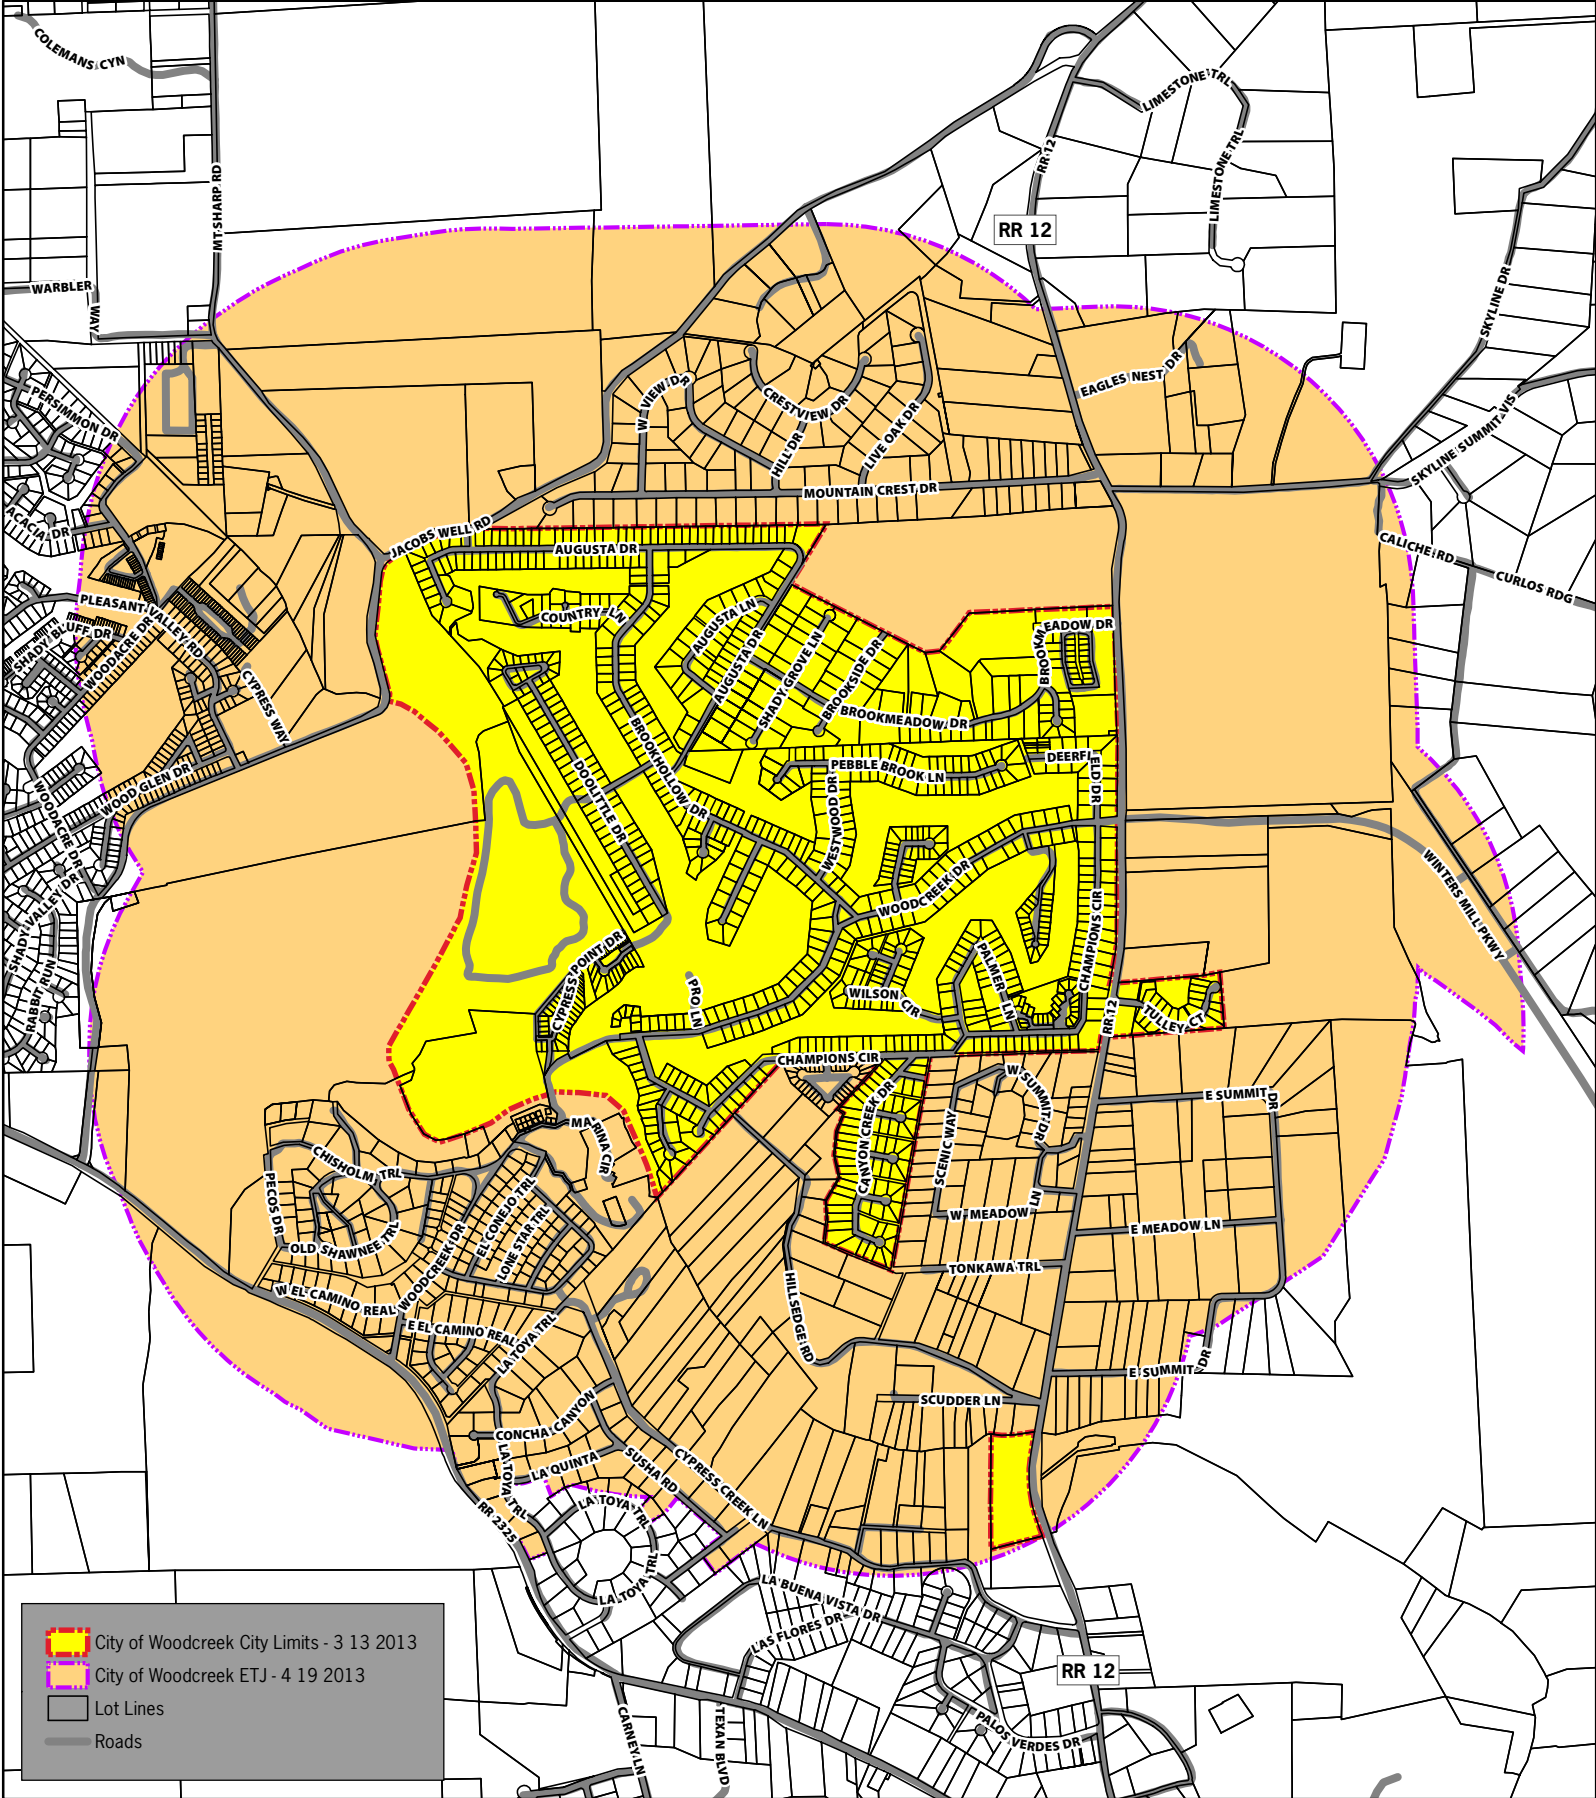 COLEMANS CYN
MT SHARP RD
LIMESTONE TRL
RR 12
LIMESTONE TRL
RR 12
WARBLER
WAY
SKYLINE DR
PERSIMMON DR
W VIEW DR
CRESTVIEW DR
EAGLES NEST DR
HILL DR
LIVE OAK DR
SKYLINE SUMMIT VIS
MOUNTAIN CREST DR
ACACIA DR
JACOBS WELL RD
AUGUSTA DR
CALICHE RD
CURLOS RDG
PLEASANT VALLEY RD
COUNTRY LN
AUGUSTA LN
SHADY BLUFF DR
WOODACRE DR
BROOKMEADOW DR
AUGUSTA DR
SHADY GROVE LN
BROOKSIDE DR
CYPRESS WAY
BROOKMEADOW DR
BROOKHOLLOW DR
WOOD GLEN DR
DOOLITTLE DR
PEBBLE BROOK LN
DEERFIELD DR
WOODACRE DR
WESTWOOD DR
WOODCREEK DR
WINTERS MILL PKWY
SHADY VALLEY DR
RABBIT RUN
CYPRESS POINT DR
PRO LN
WILSON CIR
PALMER LN
CHAMPIONS CIR
RR 12
TULLEY CT
CHAMPIONS CIR
CANYON CREEK DR
W SUMMIT DR
E SUMMIT DR
MARINA CIR
SCENIC WAY
CHISHOLM TRL
PECOS DR
EL CONEJO TRL
LONE STAR TRL
OLD SHAWNEE TRL
WOODCREEK DR
W MEADOW LN
E MEADOW LN
TONKAWA TRL
HILLSEDGE RD
W EL CAMINO REAL
E EL CAMINO REAL
LA TOYA TRL
E SUMMIT DR
SCUDDER LN
CONCHA CANYON
LA QUINTA
LA TOYA TRL
SUSHA RD
CYPRESS CREEK LN
LA TOYA TRL
RR 2325
LA TOYA TRL
LA TOYA TRL
LA BUENA VISTA DR
LAS FLORES DR
RR 12
PALOS VERDES DR
CARNEY LN
TEXAN BLVD
City of Woodcreek City Limits - 3 13 2013
City of Woodcreek ETJ - 4 19 2013
Lot Lines
Roads